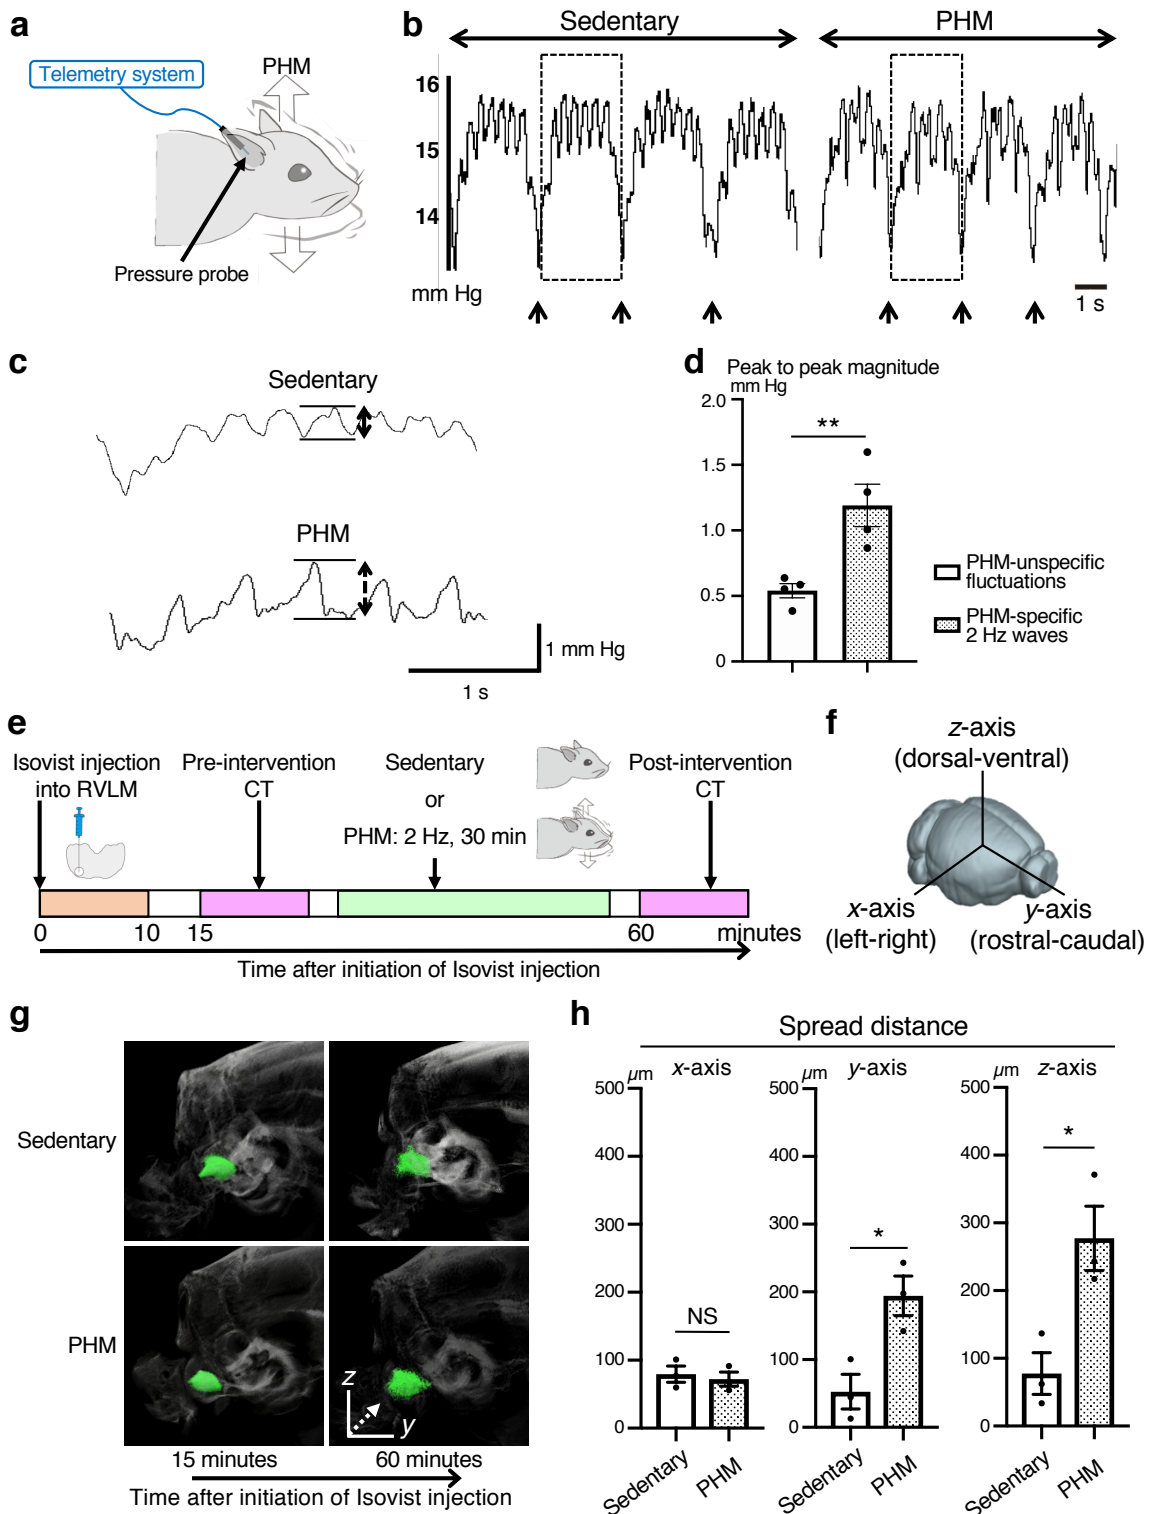 a
Telemetry system
PHM
Pressure probe
b
Sedentary
PHM
16
15
14
mm Hg
1 s
c
Sedentary
PHM
1 mm Hg
1 s
d
Peak to peak magnitude
mm Hg
2.0
1.5
1.0
0.5
0
**
PHM-unspecific
fluctuations
PHM-specific
2 Hz waves
e
Isovist injection
into RVLM
Pre-intervention
CT
Sedentary
or
PHM: 2 Hz, 30 min
Post-intervention
CT
0
10
15
60
minutes
Time after initiation of Isovist injection
f
z-axis
(dorsal-ventral)
x-axis
(left-right)
y-axis
(rostral-caudal)
g
Sedentary
PHM
z
y
15 minutes
60 minutes
Time after initiation of Isovist injection
h
Spread distance
µm
x-axis
500
400
300
200
100
0
NS
Sedentary
PHM
µm
y-axis
500
400
300
200
100
0
*
Sedentary
PHM
µm
z-axis
500
400
300
200
100
0
*
Sedentary
PHM